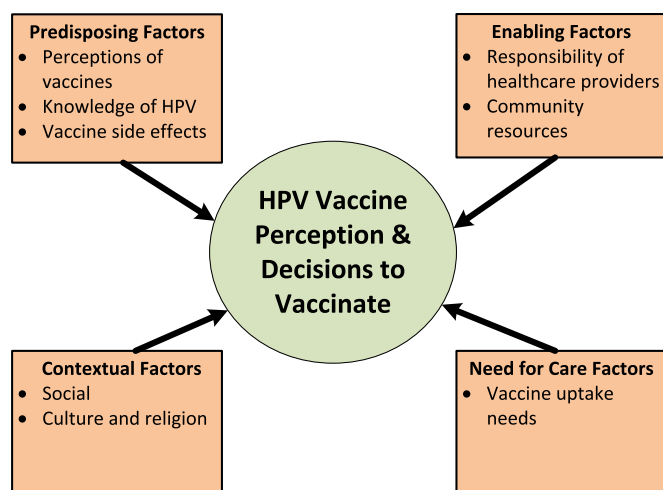 Predisposing Factors
• Perceptions of
vaccines
• Knowledge of HPV
• Vaccine side effects
Enabling Factors
• Responsibility of
healthcare providers
• Community
resources
HPV Vaccine
Perception &
Decisions to
Vaccinate
Contextual Factors
• Social
• Culture and religion
Need for Care Factors
• Vaccine uptake
needs